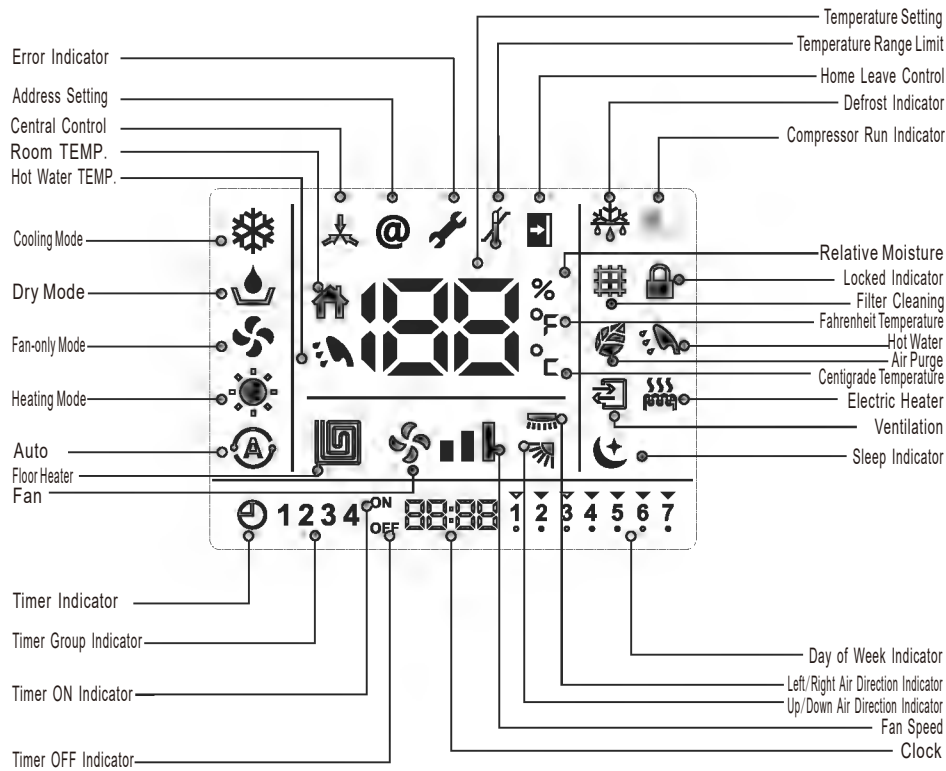 Temperature Setting
Temperature Range Limit
Home Leave Control
Defrost Indicator
Compressor Run Indicator
Error Indicator
Address Setting
Central Control
Room TEMP.
Hot Water TEMP.
Cooling Mode
Dry Mode
Fan-only Mode
Heating Mode
Auto
Floor Heater
Fan
@
188
%
°F
°C
A
1 2 3 4
ON
OFF
88:88
1 2 3 4 5 6 7
Relative Moisture
Locked Indicator
Filter Cleaning
Fahrenheit Temperature
Hot Water
Air Purge
Centigrade Temperature
Electric Heater
Ventilation
Sleep Indicator
Timer Indicator
Timer Group Indicator
Timer ON Indicator
Timer OFF Indicator
Day of Week Indicator
Left/Right Air Direction Indicator
Up/Down Air Direction Indicator
Fan Speed
Clock